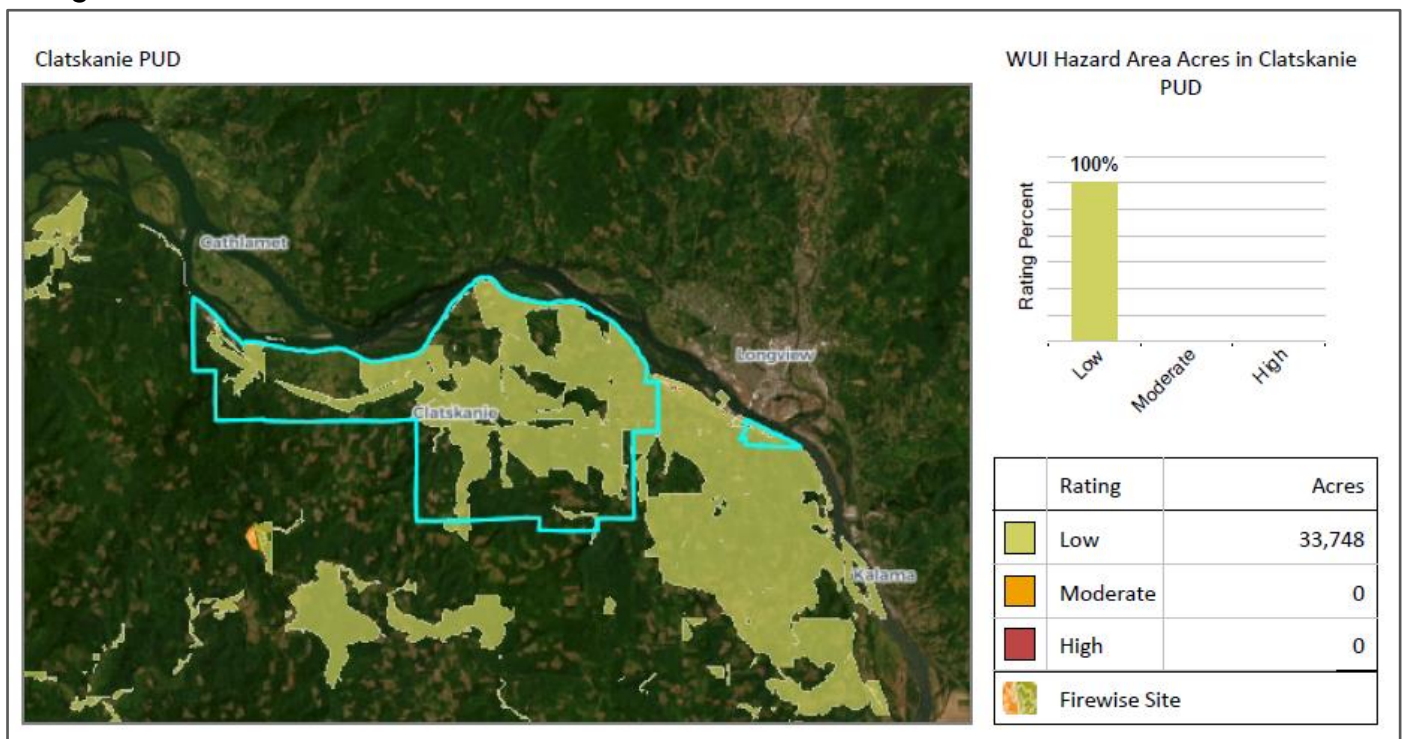 Clatskanie PUD
Cathlamet
Longview
Clatskanie
Kalama
WUI Hazard Area Acres in Clatskanie
PUD
100%
Rating Percent
Low
Moderate
High
Rating Acres
Low 33,748
Moderate 0
High 0
Firewise Site